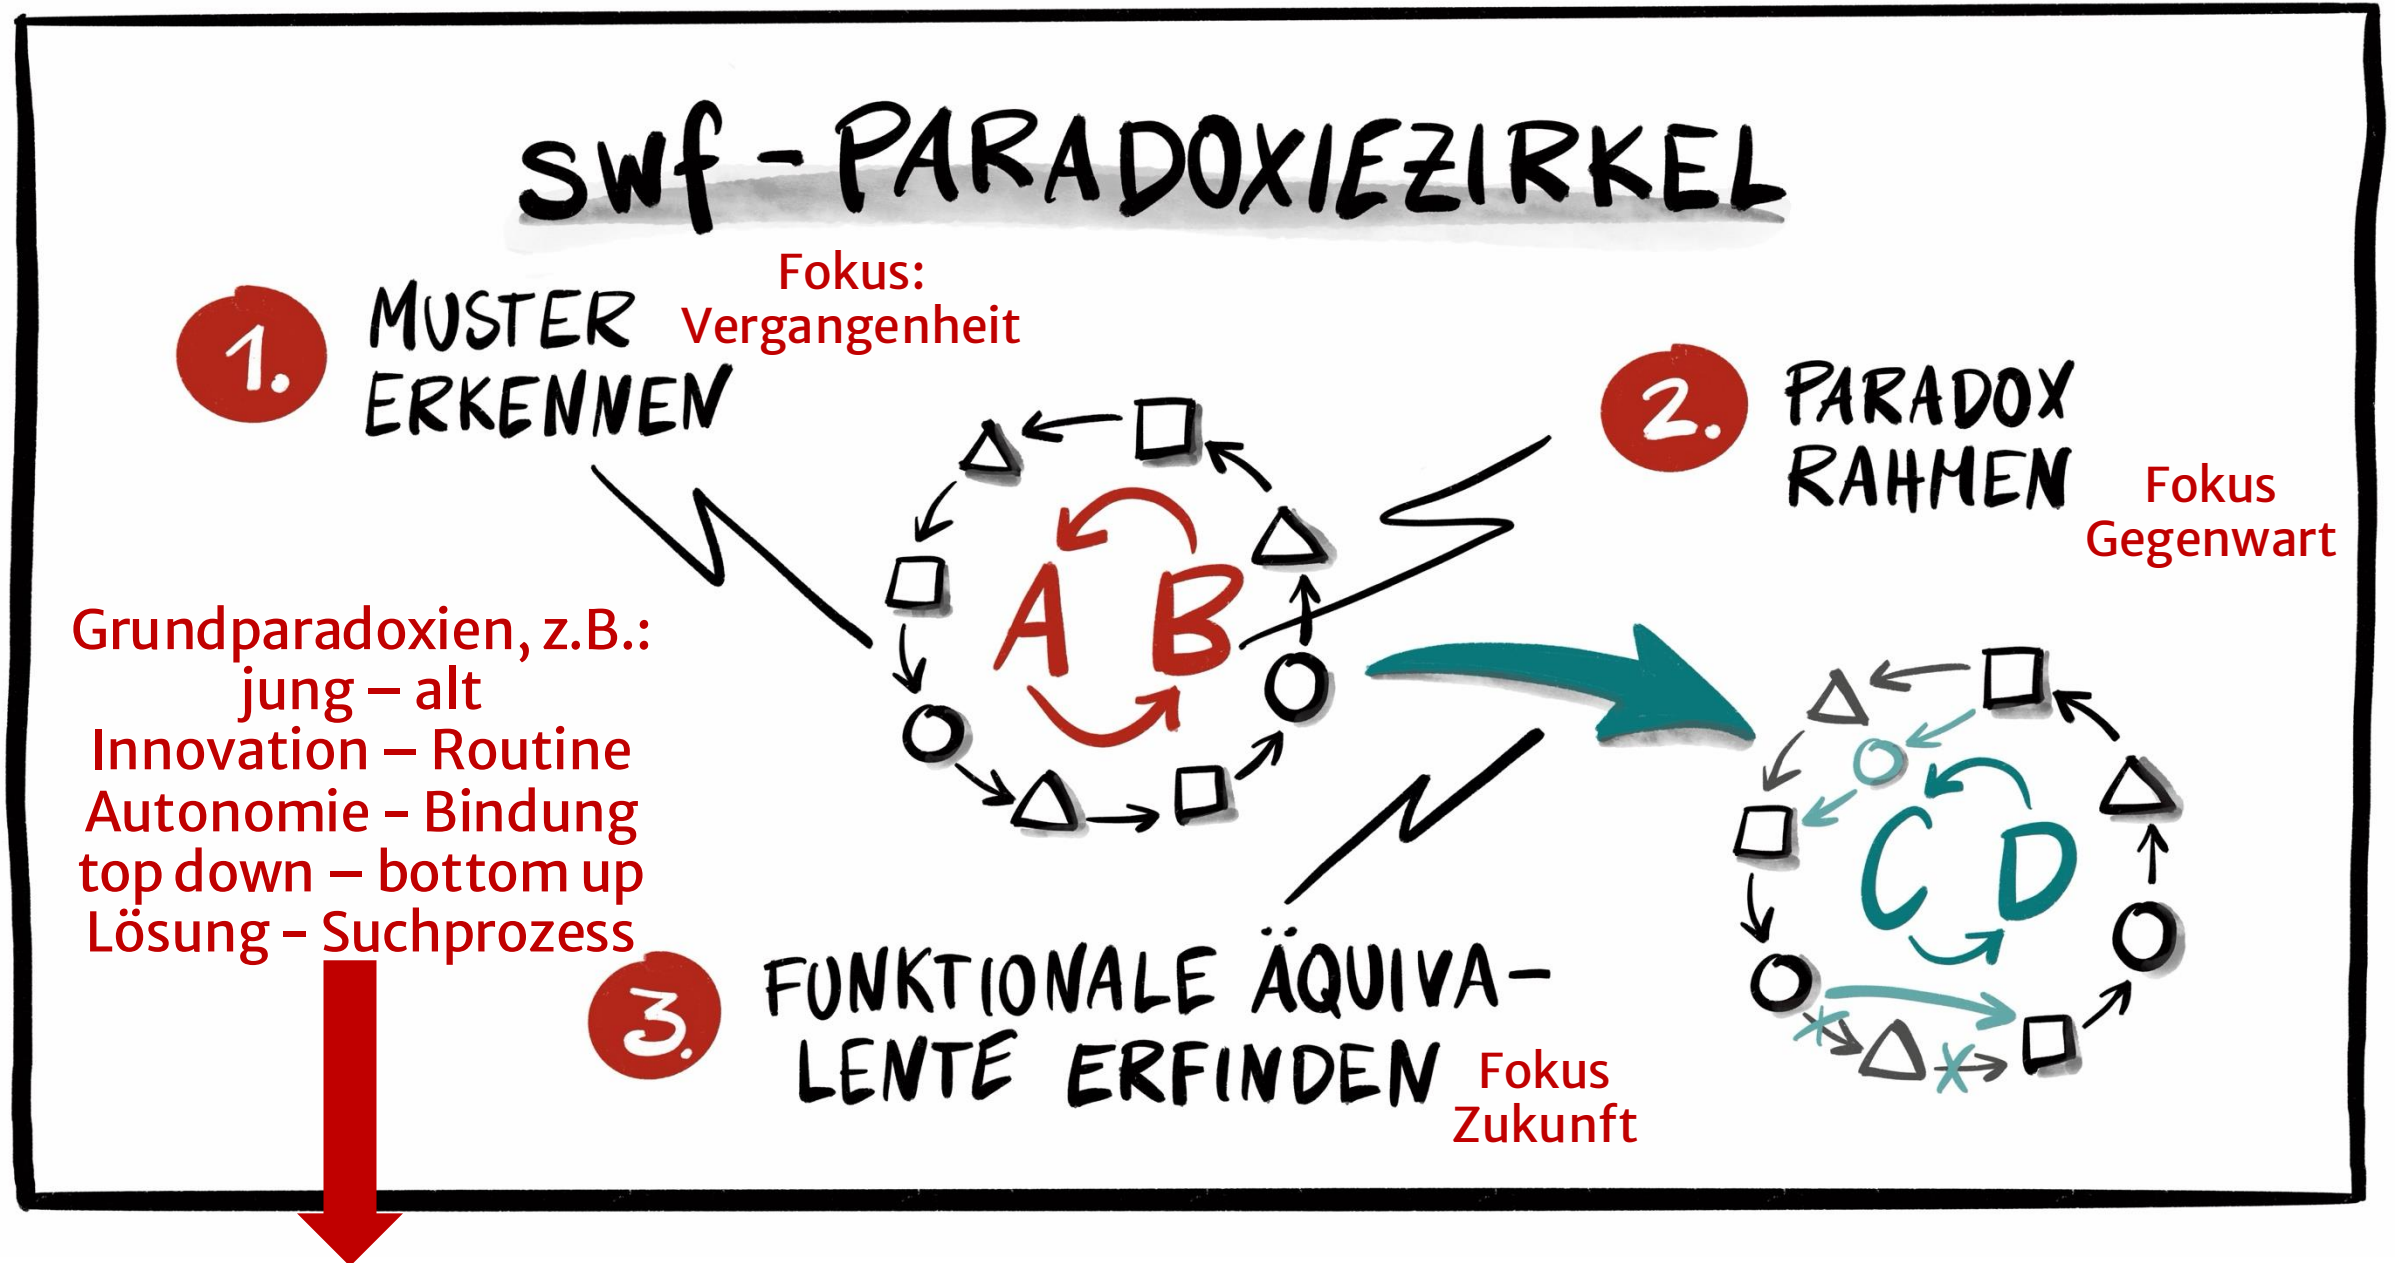 swf-PARADOXIEZIRKEL
1. MUSTER
ERKENNEN
Fokus:
Vergangenheit
2. PARADOX
RAHMEN
Fokus
Gegenwart
A B
Grundparadoxien, z.B.:
jung – alt
Innovation – Routine
Autonomie – Bindung
top down – bottom up
Lösung – Suchprozess
C D
3. FUNKTIONALE ÄQUIVA-
LENTE ERFINDEN
Fokus
Zukunft